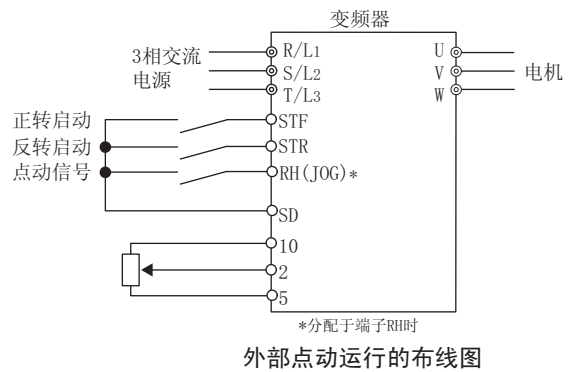 变频器
3相交流
电源
R/L1
S/L2
T/L3
U
V
W
电机
正转启动
反转启动
点动信号
STF
STR
RH(JOG)*
SD
10
2
5
*分配于端子RH时
外部点动运行的布线图